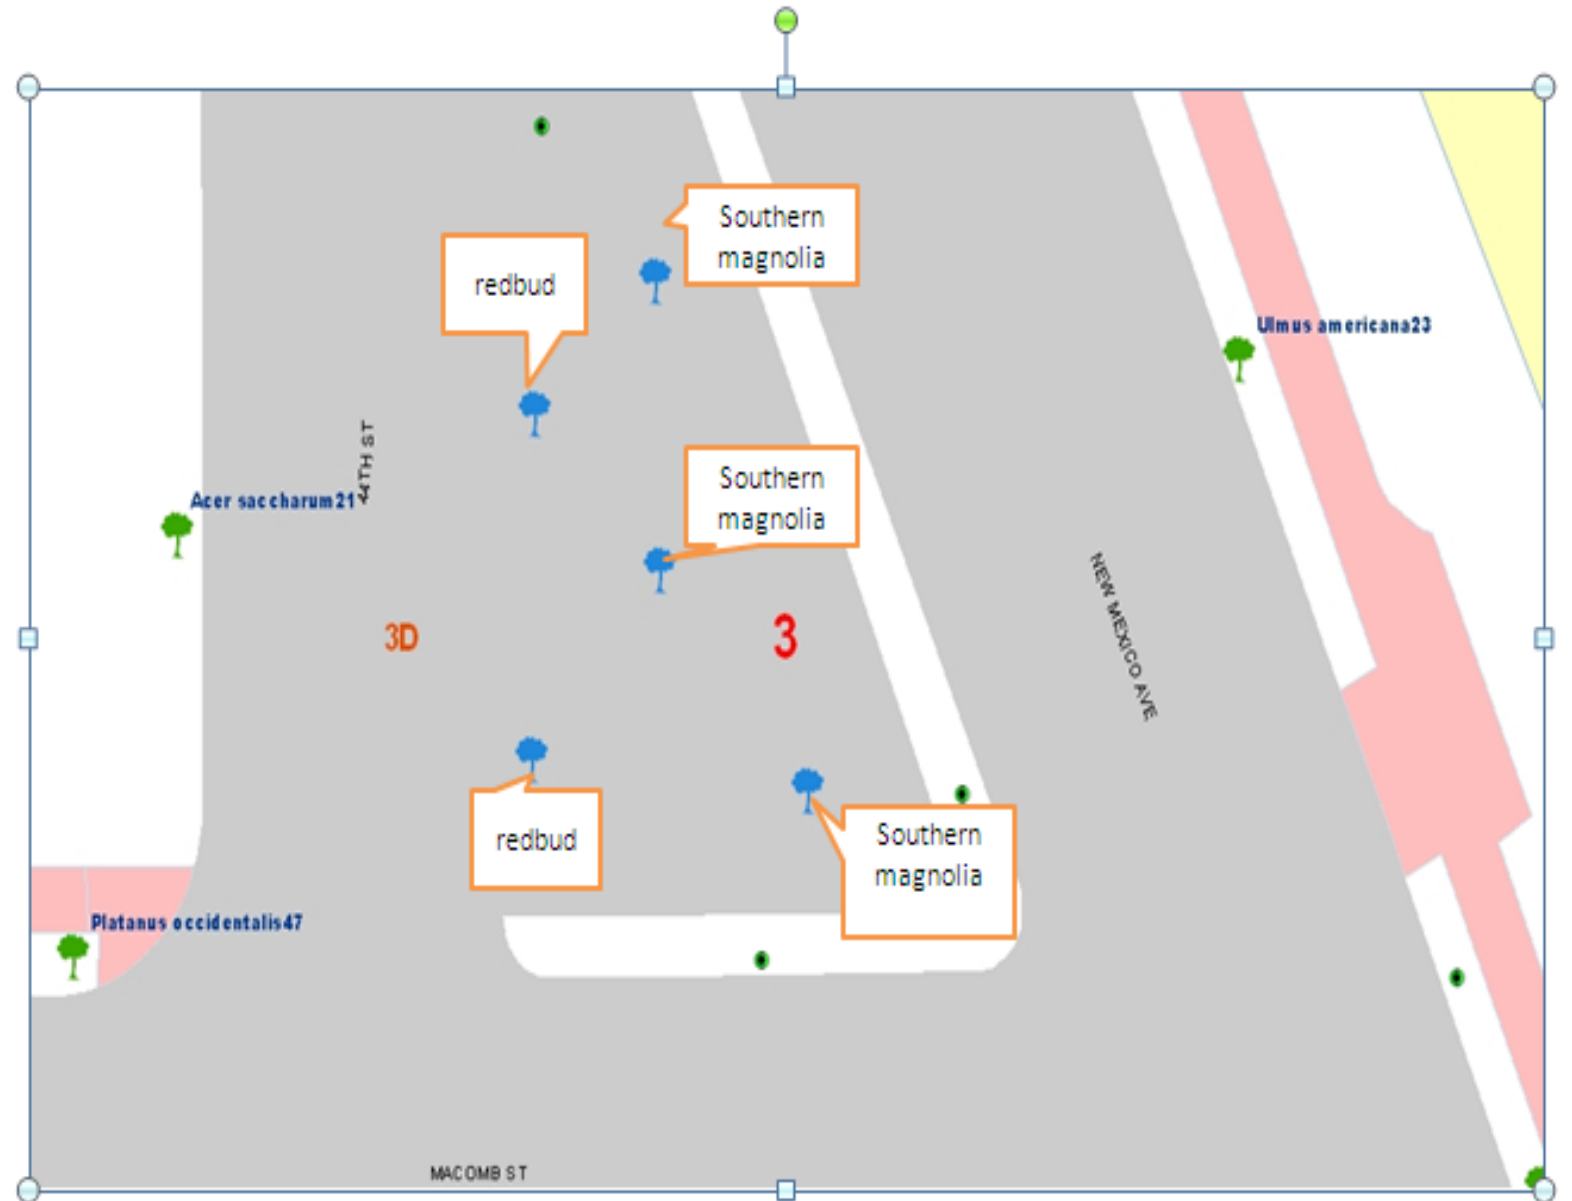 Southern
magnolia
redbud
Ulmus americana23
44TH ST
Acer saccharum21
Southern
magnolia
NEW MEXICO AVE
3D
3
redbud
Southern
magnolia
Platanus occidentalis47
MACOMB ST